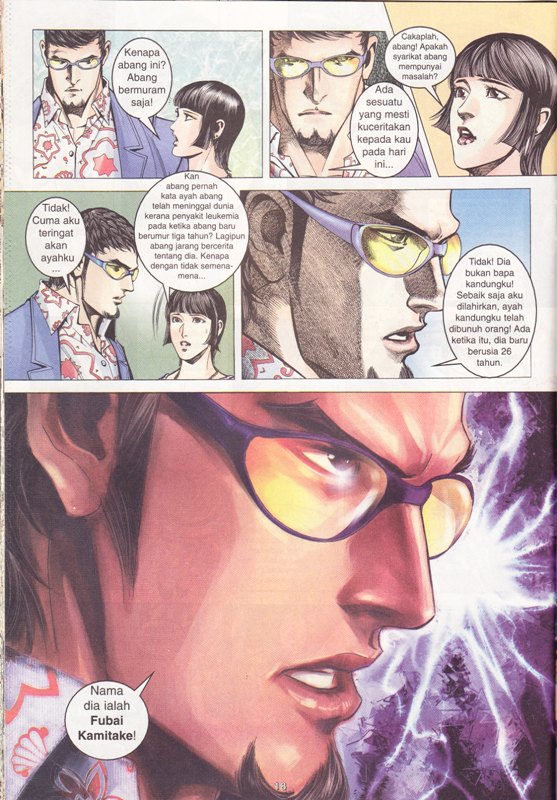 Kenapa
abang ini?
Abang
bermuram
saja!
Ada
sesuatu
yang mesti
kuceritakan
kepada kau
pada hari
ini...
Cakaplah,
abang! Apakah
syarikat abang
mempunyai
masalah?
Tidak!
Cuma aku
teringat
akan
ayahku
...
Kan
abang pernah
kata ayah abang
telah meninggal dunia
kerana penyakit leukemia
pada ketika abang baru
berumur tiga tahun? Lagipun
abang jarang bercerita
tentang dia. Kenapa
dengan tidak semena-
mena...
Tidak! Dia
bukan bapa
kandungku!
Sebaik saja aku
dilahirkan, ayah
kandungku telah
dibunuh orang! Ada
ketika itu, dia baru
berusia 26
tahun.
Nama
dia ialah
Fubai
Kamitake!
13